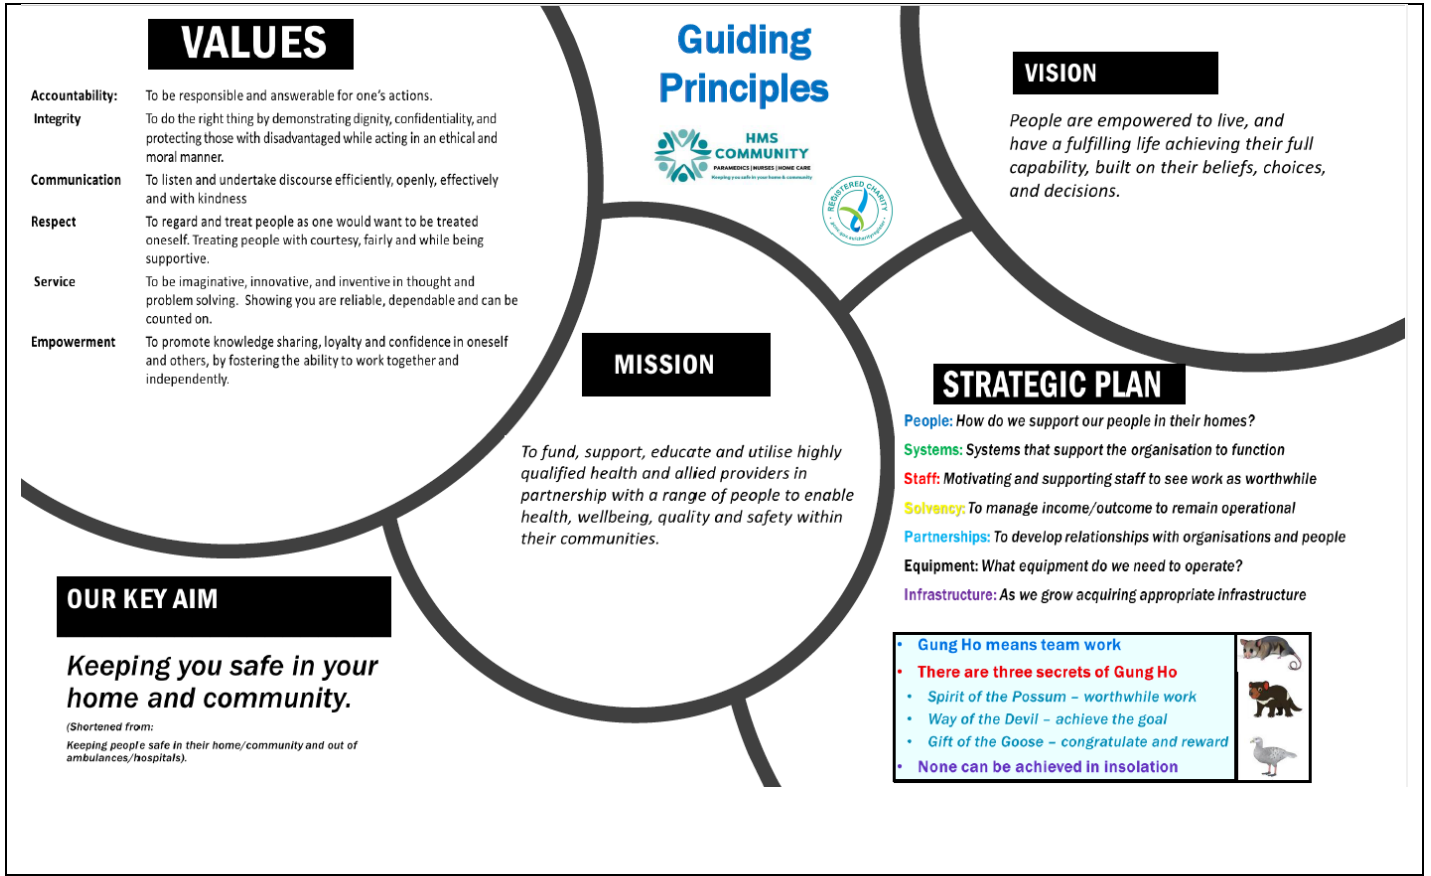 VALUES
Accountability: To be responsible and answerable for one's actions.
Integrity To do the right thing by demonstrating dignity, confidentiality, and
protecting those with disadvantaged while acting in an ethical and
moral manner.
Communication To listen and undertake discourse efficiently, openly, effectively
and with kindness
Respect To regard and treat people as one would want to be treated
oneself. Treating people with courtesy, fairly and while being
supportive.
Service To be imaginative, innovative, and inventive in thought and
problem solving. Showing you are reliable, dependable and can be
counted on.
Empowerment To promote knowledge sharing, loyalty and confidence in oneself
and others, by fostering the ability to work together and
independently.
Guiding
Principles
HMS
COMMUNITY
PARAMEDICS | NURSES | HOME CARE
Keeping you safe in your home & community
REGISTERED CHARITY
acnc.gov.au/charityregister
VISION
People are empowered to live, and
have a fulfilling life achieving their full
capability, built on their beliefs, choices,
and decisions.
MISSION
To fund, support, educate and utilise highly
qualified health and allied providers in
partnership with a range of people to enable
health, wellbeing, quality and safety within
their communities.
OUR KEY AIM
Keeping you safe in your
home and community.
(Shortened from:
Keeping people safe in their home/community and out of
ambulances/hospitals).
STRATEGIC PLAN
People: How do we support our people in their homes?
Systems: Systems that support the organisation to function
Staff: Motivating and supporting staff to see work as worthwhile
Solvency: To manage income/outcome to remain operational
Partnerships: To develop relationships with organisations and people
Equipment: What equipment do we need to operate?
Infrastructure: As we grow acquiring appropriate infrastructure
• Gung Ho means team work
• There are three secrets of Gung Ho
• Spirit of the Possum – worthwhile work
• Way of the Devil – achieve the goal
• Gift of the Goose – congratulate and reward
• None can be achieved in insolation